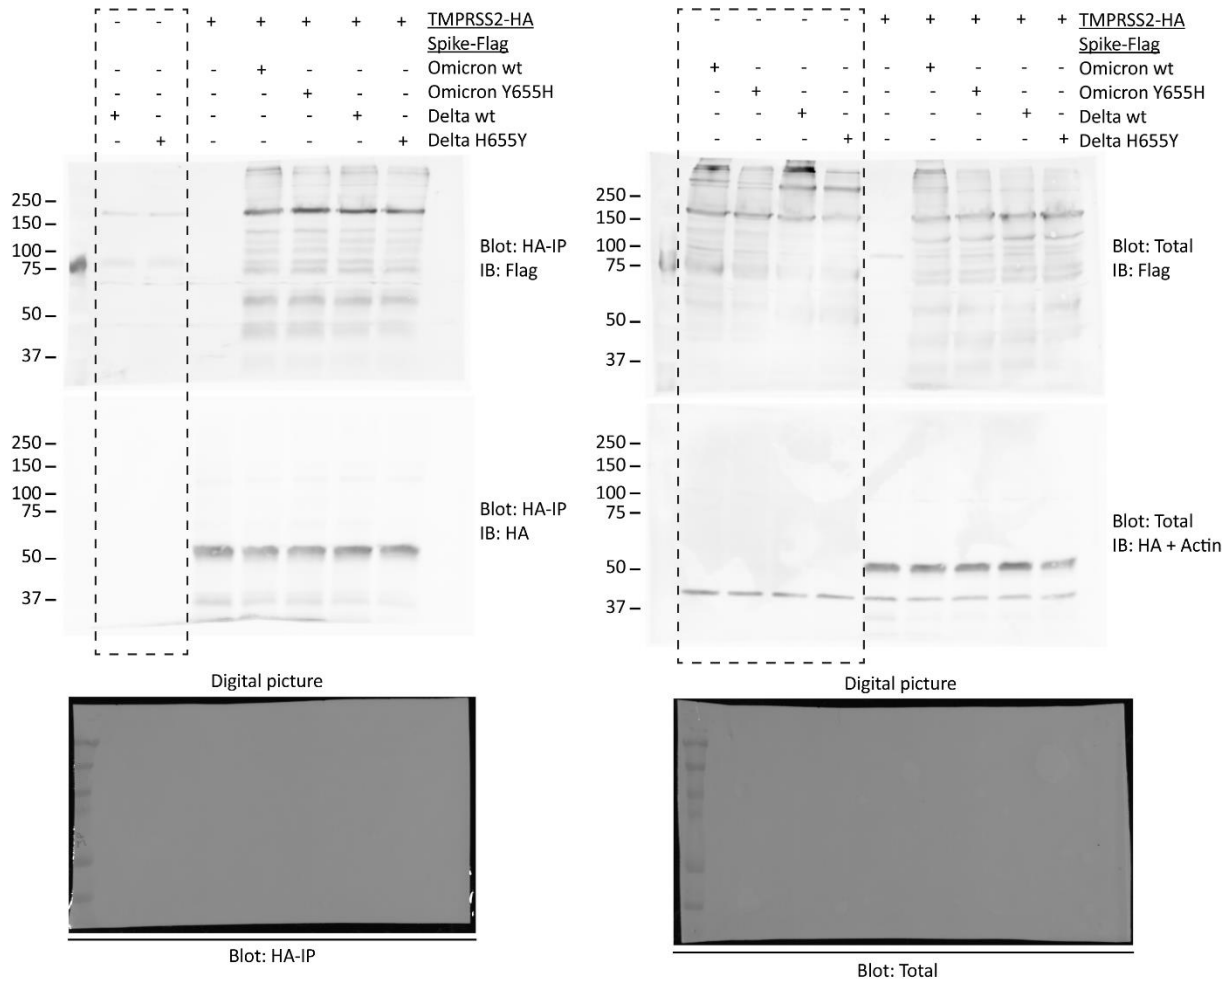 - - + + + + + TMPRSS2-HA
Spike-Flag
- - - + - - - Omicron wt
- - - - + - - Omicron Y655H
+ - - - - + - Delta wt
- + - - - - + Delta H655Y
250
150
100
75
50
37
Blot: HA-IP
IB: Flag
250
150
100
75
50
37
Blot: HA-IP
IB: HA
Digital picture
Blot: HA-IP
- - - - + + + + + TMPRSS2-HA
Spike-Flag
+ - - - - + - - - Omicron wt
- + - - - - + - - Omicron Y655H
- - + - - - - + - Delta wt
- - - + - - - - + Delta H655Y
250
150
100
75
50
37
Blot: Total
IB: Flag
250
150
100
75
50
37
Blot: Total
IB: HA + Actin
Digital picture
Blot: Total